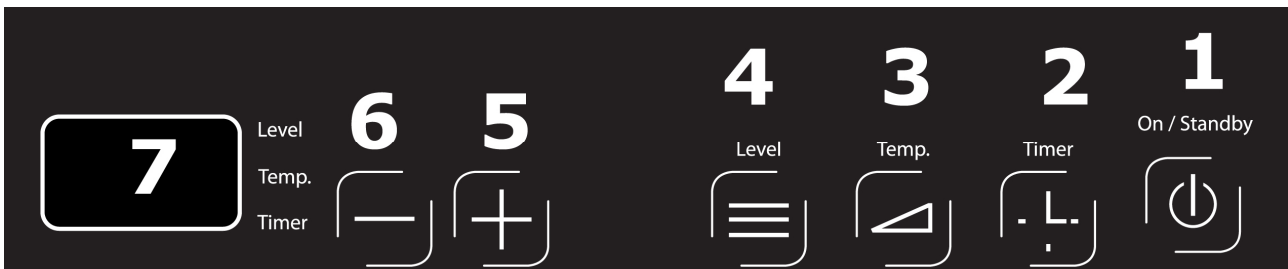 1
4 3 2
On / Standby
7 Level 6 5
Level Temp. Timer
Temp.
Timer